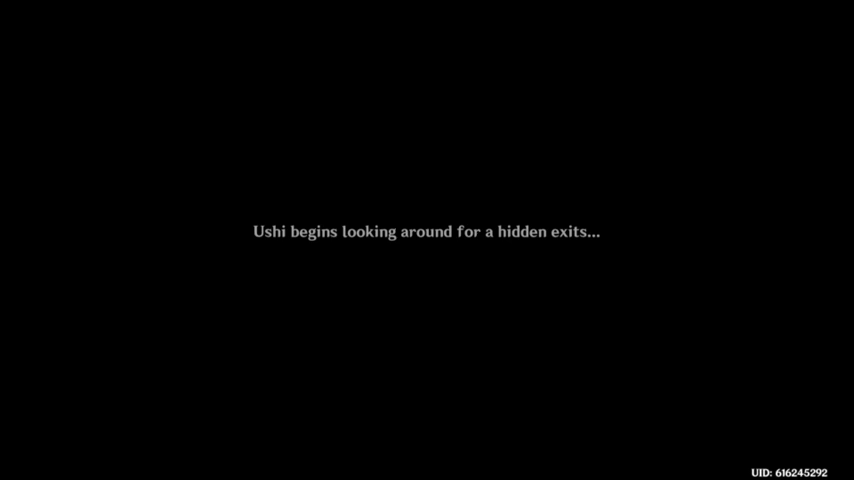 Ushi begins looking around for a hidden exits...
UID: 616245292